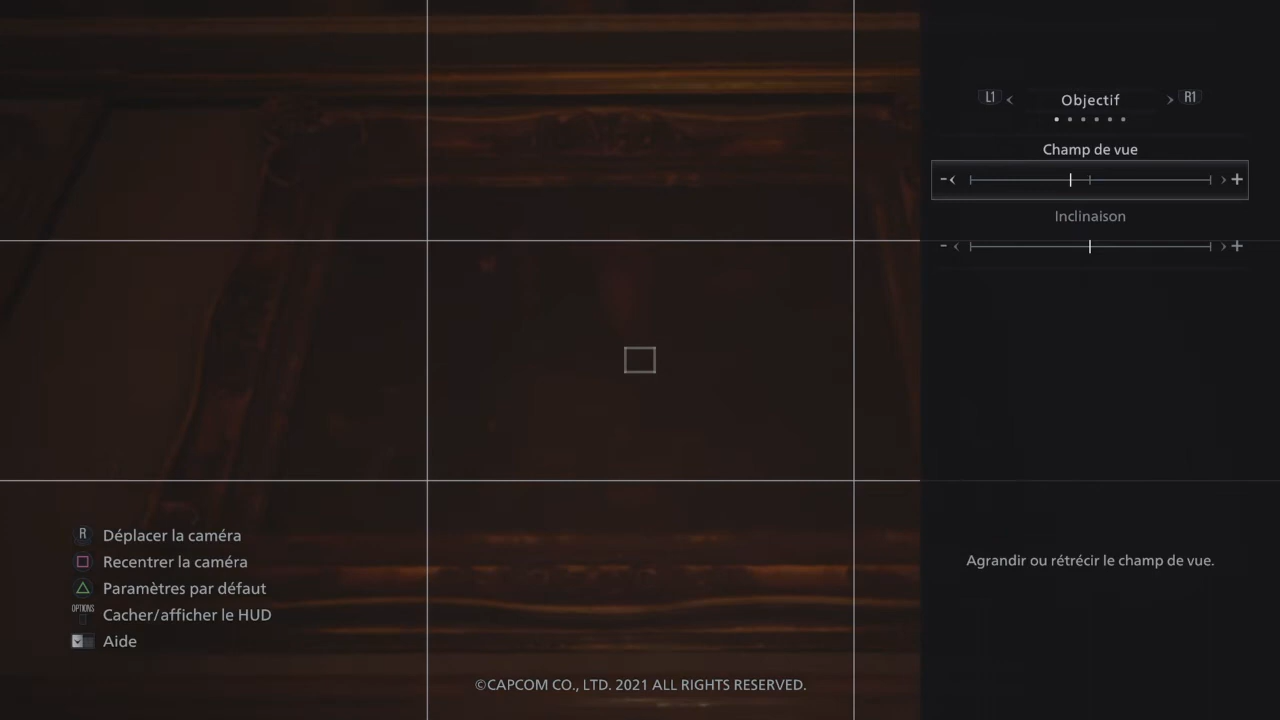 L1 Objectif R1
Champ de vue
Inclinaison
R Déplacer la caméra
Recentrer la caméra
Paramètres par défaut
OPTIONS Cacher/afficher le HUD
Aide
Agrandir ou rétrécir le champ de vue.
©CAPCOM CO., LTD. 2021 ALL RIGHTS RESERVED.